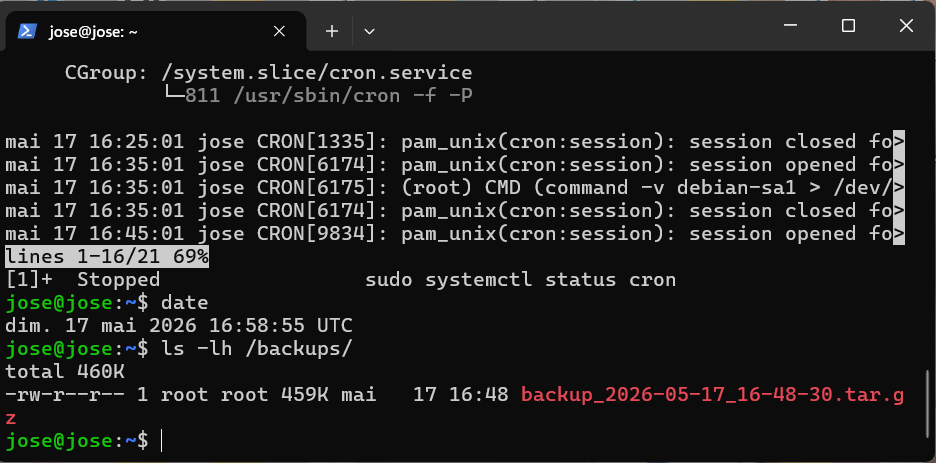 jose@jose: ~
CGroup: /system.slice/cron.service
└─811 /usr/sbin/cron -f -P
mai 17 16:25:01 jose CRON[1335]: pam_unix(cron:session): session closed fo>
mai 17 16:35:01 jose CRON[6174]: pam_unix(cron:session): session opened fo>
mai 17 16:35:01 jose CRON[6175]: (root) CMD (command -v debian-sa1 > /dev/>
mai 17 16:35:01 jose CRON[6174]: pam_unix(cron:session): session closed fo>
mai 17 16:45:01 jose CRON[9834]: pam_unix(cron:session): session opened fo>
lines 1-16/21 69%
[1]+  Stopped                 sudo systemctl status cron
jose@jose:~$ date
dim. 17 mai 2026 16:58:55 UTC
jose@jose:~$ ls -lh /backups/
total 460K
-rw-r--r-- 1 root root 459K mai   17 16:48 backup_2026-05-17_16-48-30.tar.g
z
jose@jose:~$